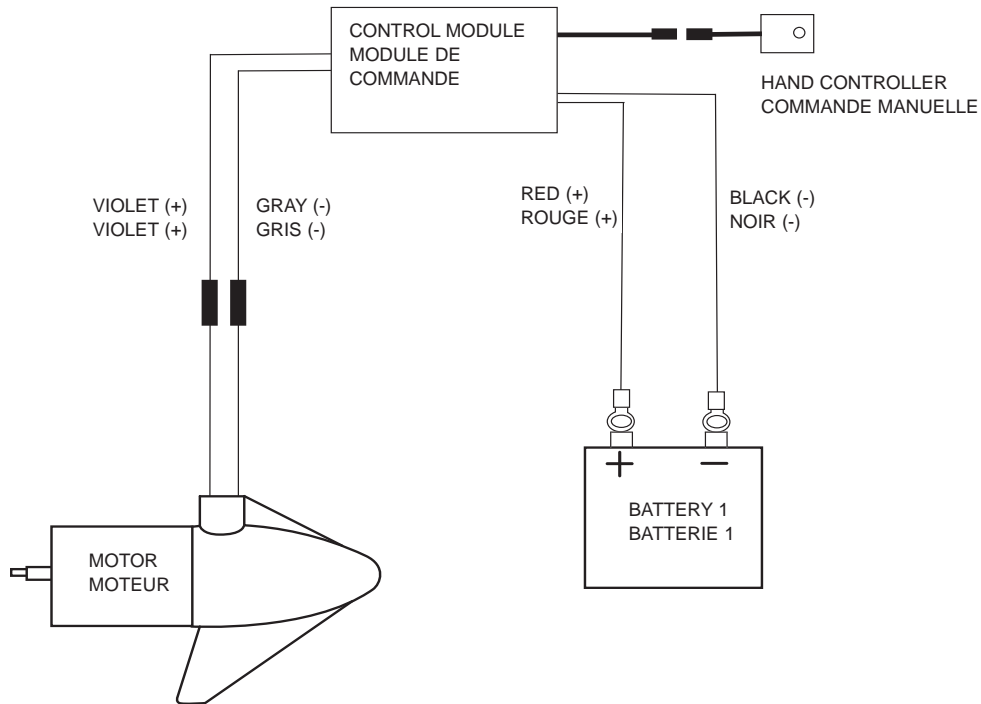 CONTROL MODULE
MODULE DE
COMMANDE
HAND CONTROLLER
COMMANDE MANUELLE
VIOLET (+)
VIOLET (+)
GRAY (-)
GRIS (-)
RED (+)
ROUGE (+)
BLACK (-)
NOIR (-)
+
−
BATTERY 1
BATTERIE 1
MOTOR
MOTEUR